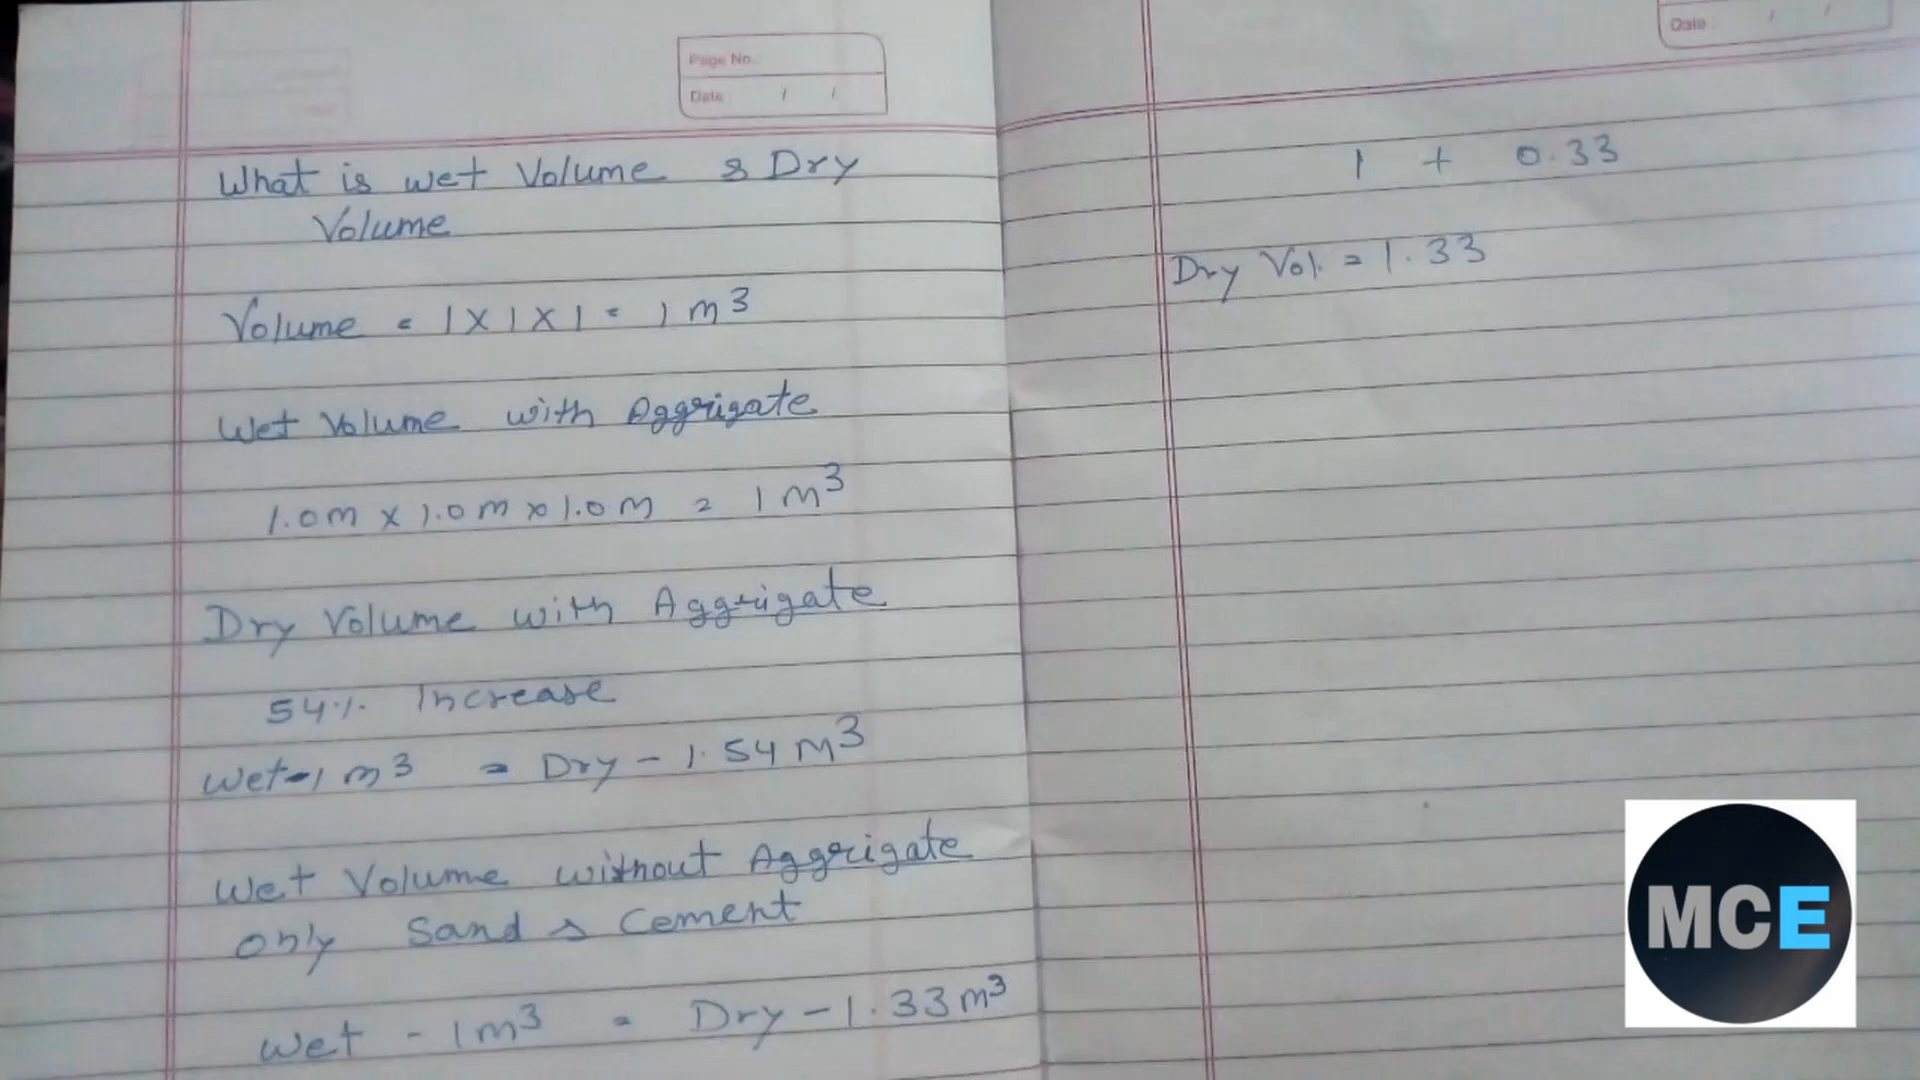 Page No.
Date / /
What is wet Volume & Dry
Volume
Volume = 1 X 1 X 1 = 1 m³
Wet Volume with Aggrigate
1.0m x 1.0m x 1.0m = 1 m³
Dry Volume with Aggrigate
54% Increase
Wet-1 m³ = Dry - 1.54 m³
Wet Volume without Aggrigate
only Sand & Cement
Wet - 1m³ = Dry - 1.33m³
Date / /
1 + 0.33
Dry Vol. = 1.33
MCE